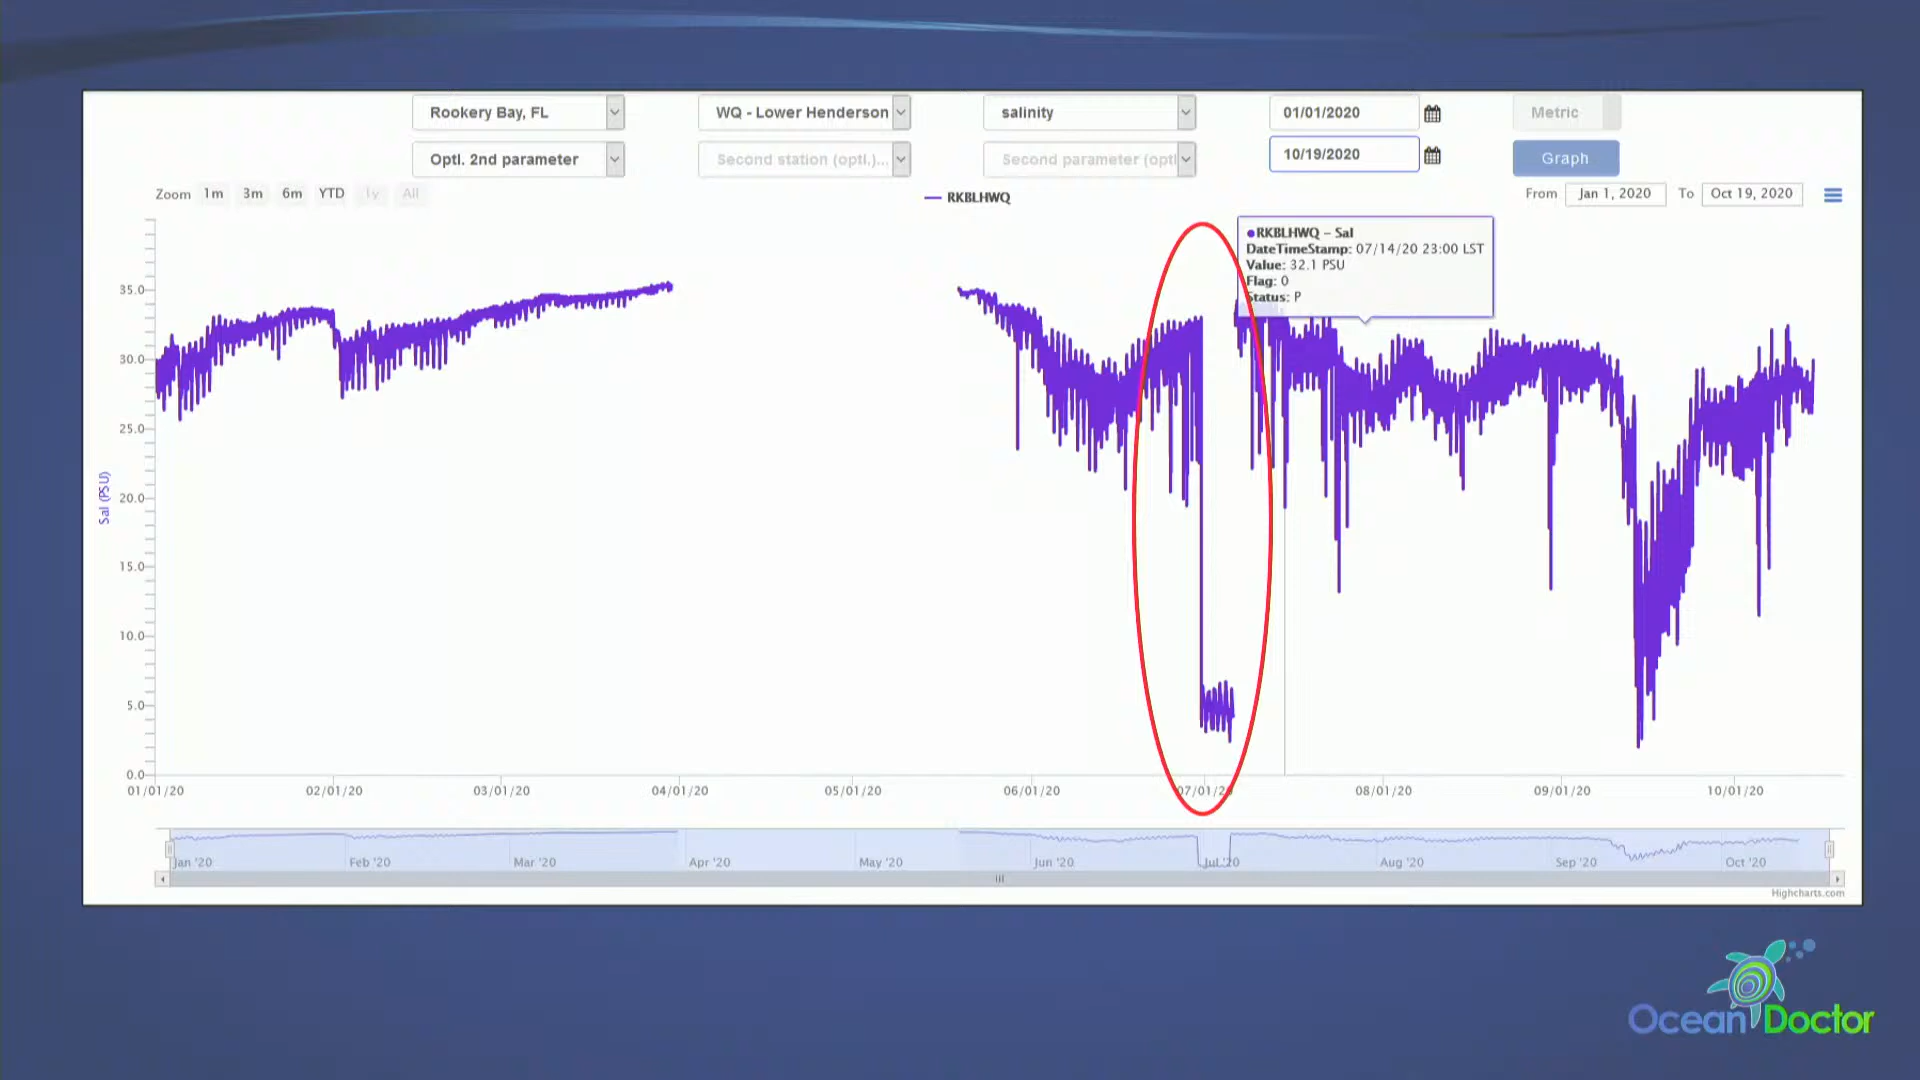 Rookery Bay, FL
WQ - Lower Henderson
salinity
01/01/2020
Metric
Optl. 2nd parameter
Second station (optl.)...
Second parameter (optl
10/19/2020
Graph
Zoom 1m 3m 6m YTD 1y All
RKBLHWQ
From Jan 1, 2020 To Oct 19, 2020
RKBLHWQ – Sal
DateTimeStamp: 07/14/20 23:00 LST
Value: 32.1 PSU
Flag: 0
Status: P
Sal (PSU)
35.0
30.0
25.0
20.0
15.0
10.0
5.0
0.0
01/01/20 02/01/20 03/01/20 04/01/20 05/01/20 06/01/20 07/01/20 08/01/20 09/01/20 10/01/20
Jan '20 Feb '20 Mar '20 Apr '20 May '20 Jun '20 Jul '20 Aug '20 Sep '20 Oct '20
Highcharts.com
Ocean Doctor